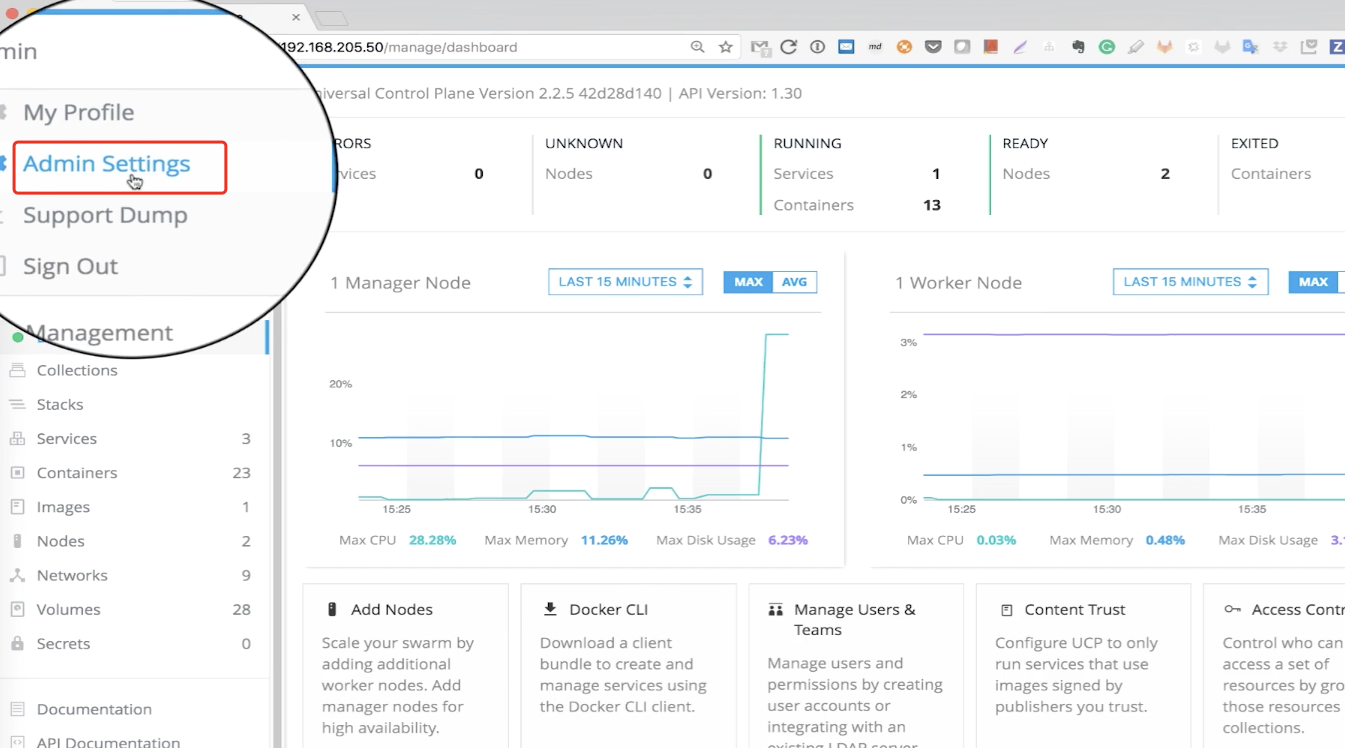 192.168.205.50/manage/dashboard
md
min
My Profile
Admin Settings
Support Dump
Sign Out
Management
Collections
Stacks
Services 3
Containers 23
Images 1
Nodes 2
Networks 9
Volumes 28
Secrets 0
Documentation
API Documentation
niversal Control Plane Version 2.2.5 42d28d140 | API Version: 1.30
RORS
rvices 0
UNKNOWN
Nodes 0
RUNNING
Services 1
Containers 13
READY
Nodes 2
EXITED
Containers
1 Manager Node
LAST 15 MINUTES
MAX AVG
20%
10%
15:25 15:30 15:35
Max CPU 28.28% Max Memory 11.26% Max Disk Usage 6.23%
1 Worker Node
LAST 15 MINUTES
MAX
3%
2%
1%
0%
15:25 15:30 15:35
Max CPU 0.03% Max Memory 0.48% Max Disk Usage 3.
Add Nodes
Scale your swarm by
adding additional
worker nodes. Add
manager nodes for
high availability.
Docker CLI
Download a client
bundle to create and
manage services using
the Docker CLI client.
Manage Users &
Teams
Manage users and
permissions by creating
user accounts or
integrating with an
existing LDAP server
Content Trust
Configure UCP to only
run services that use
images signed by
publishers you trust.
Access Contr
Control who can
access a set of
resources by gro
those resources
collections.